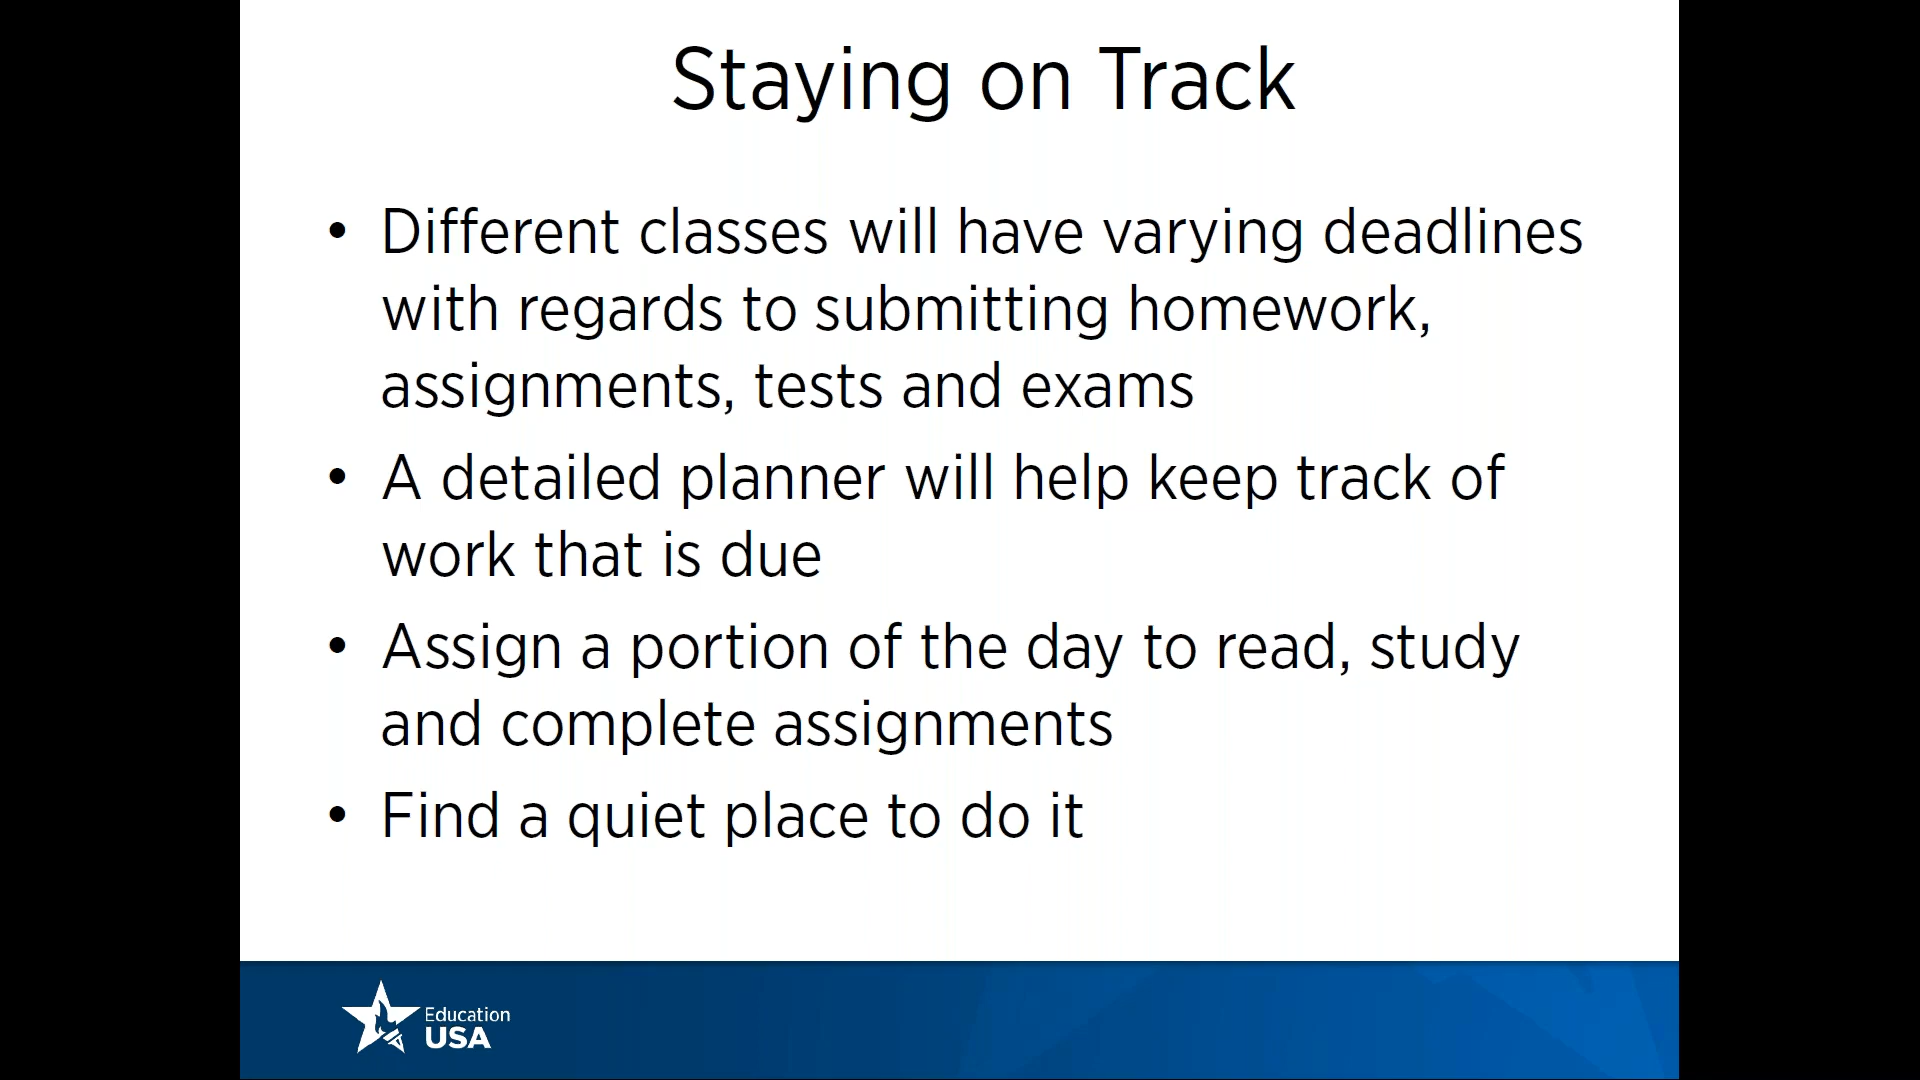 Staying on Track
• Different classes will have varying deadlines
with regards to submitting homework,
assignments, tests and exams
• A detailed planner will help keep track of
work that is due
• Assign a portion of the day to read, study
and complete assignments
• Find a quiet place to do it
Education
USA